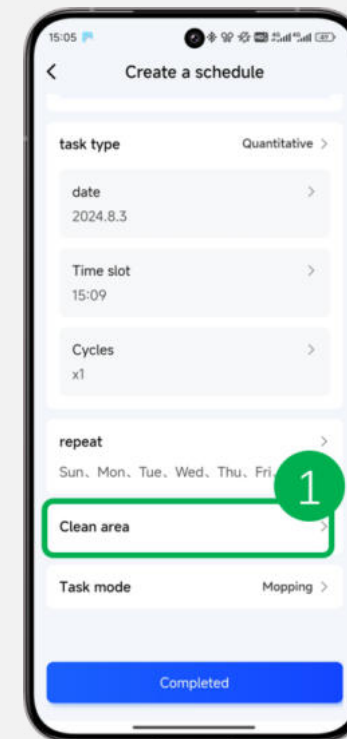 15:05
Create a schedule
task type Quantitative >
date >
2024.8.3
Time slot >
15:09
Cycles >
x1
repeat >
Sun、Mon、Tue、Wed、Thu、Fri、
1
Clean area >
Task mode Mopping >
Completed